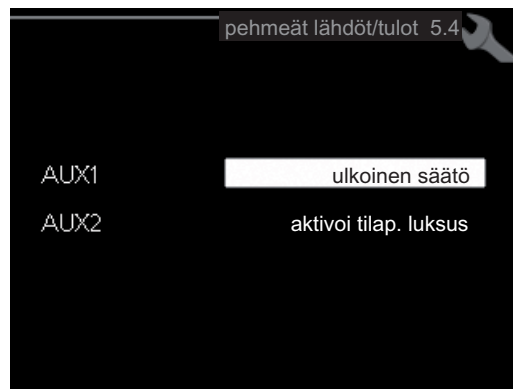 pehmeät lähdöt/tulot 5.4
AUX1 ulkoinen säätö
AUX2 aktivoi tilap. luksus